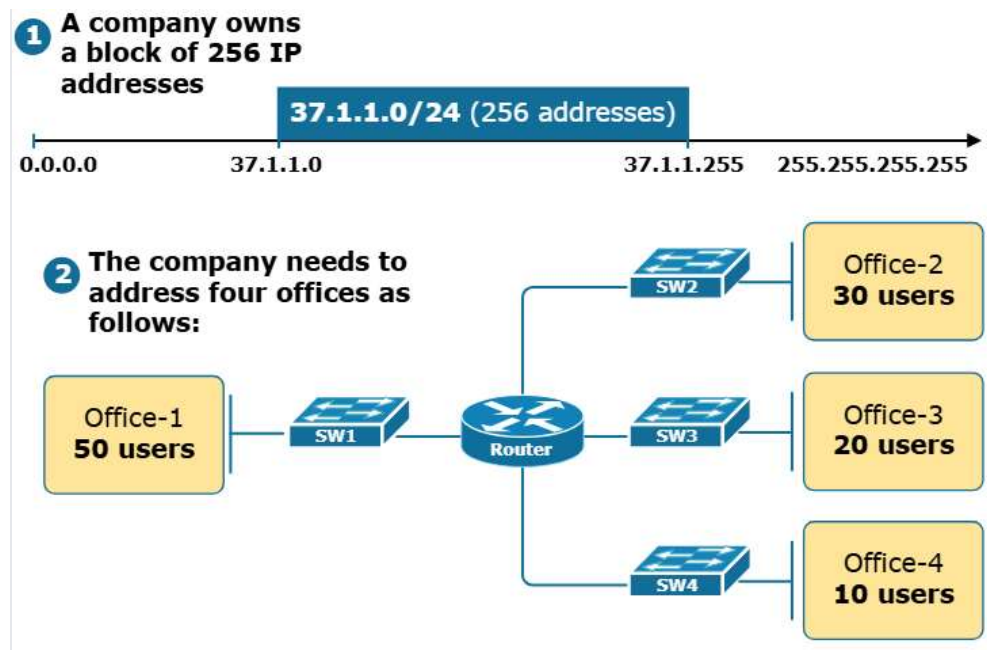 1
A company owns
a block of 256 IP
addresses
37.1.1.0/24 (256 addresses)
0.0.0.0
37.1.1.0
37.1.1.255
255.255.255.255
2
The company needs to
address four offices as
follows:
Office-1
50 users
SW1
Router
SW2
Office-2
30 users
SW3
Office-3
20 users
SW4
Office-4
10 users